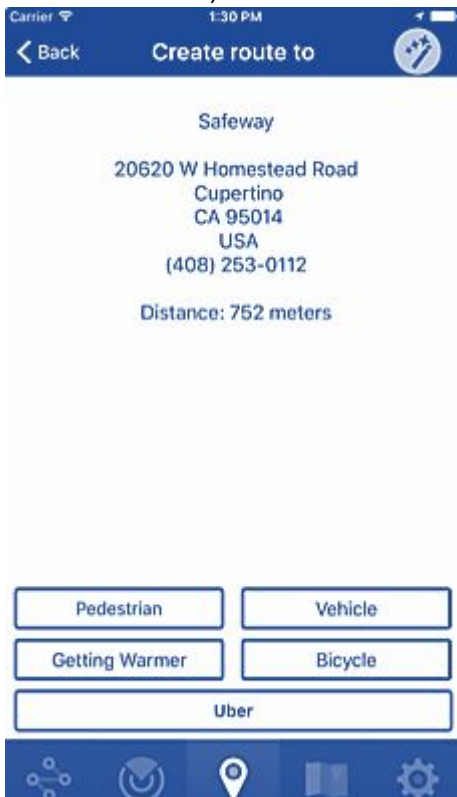 Carrier 1:30 PM
Back Create route to
Safeway
20620 W Homestead Road
Cupertino
CA 95014
USA
(408) 253-0112
Distance: 752 meters
Pedestrian Vehicle
Getting Warmer Bicycle
Uber